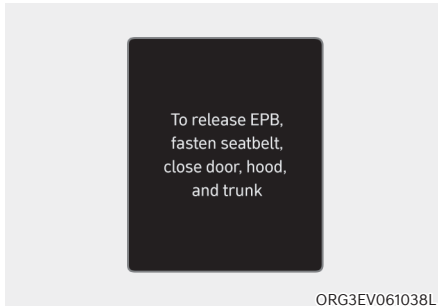 To release EPB,
fasten seatbelt,
close door, hood,
and trunk
ORG3EV061038L